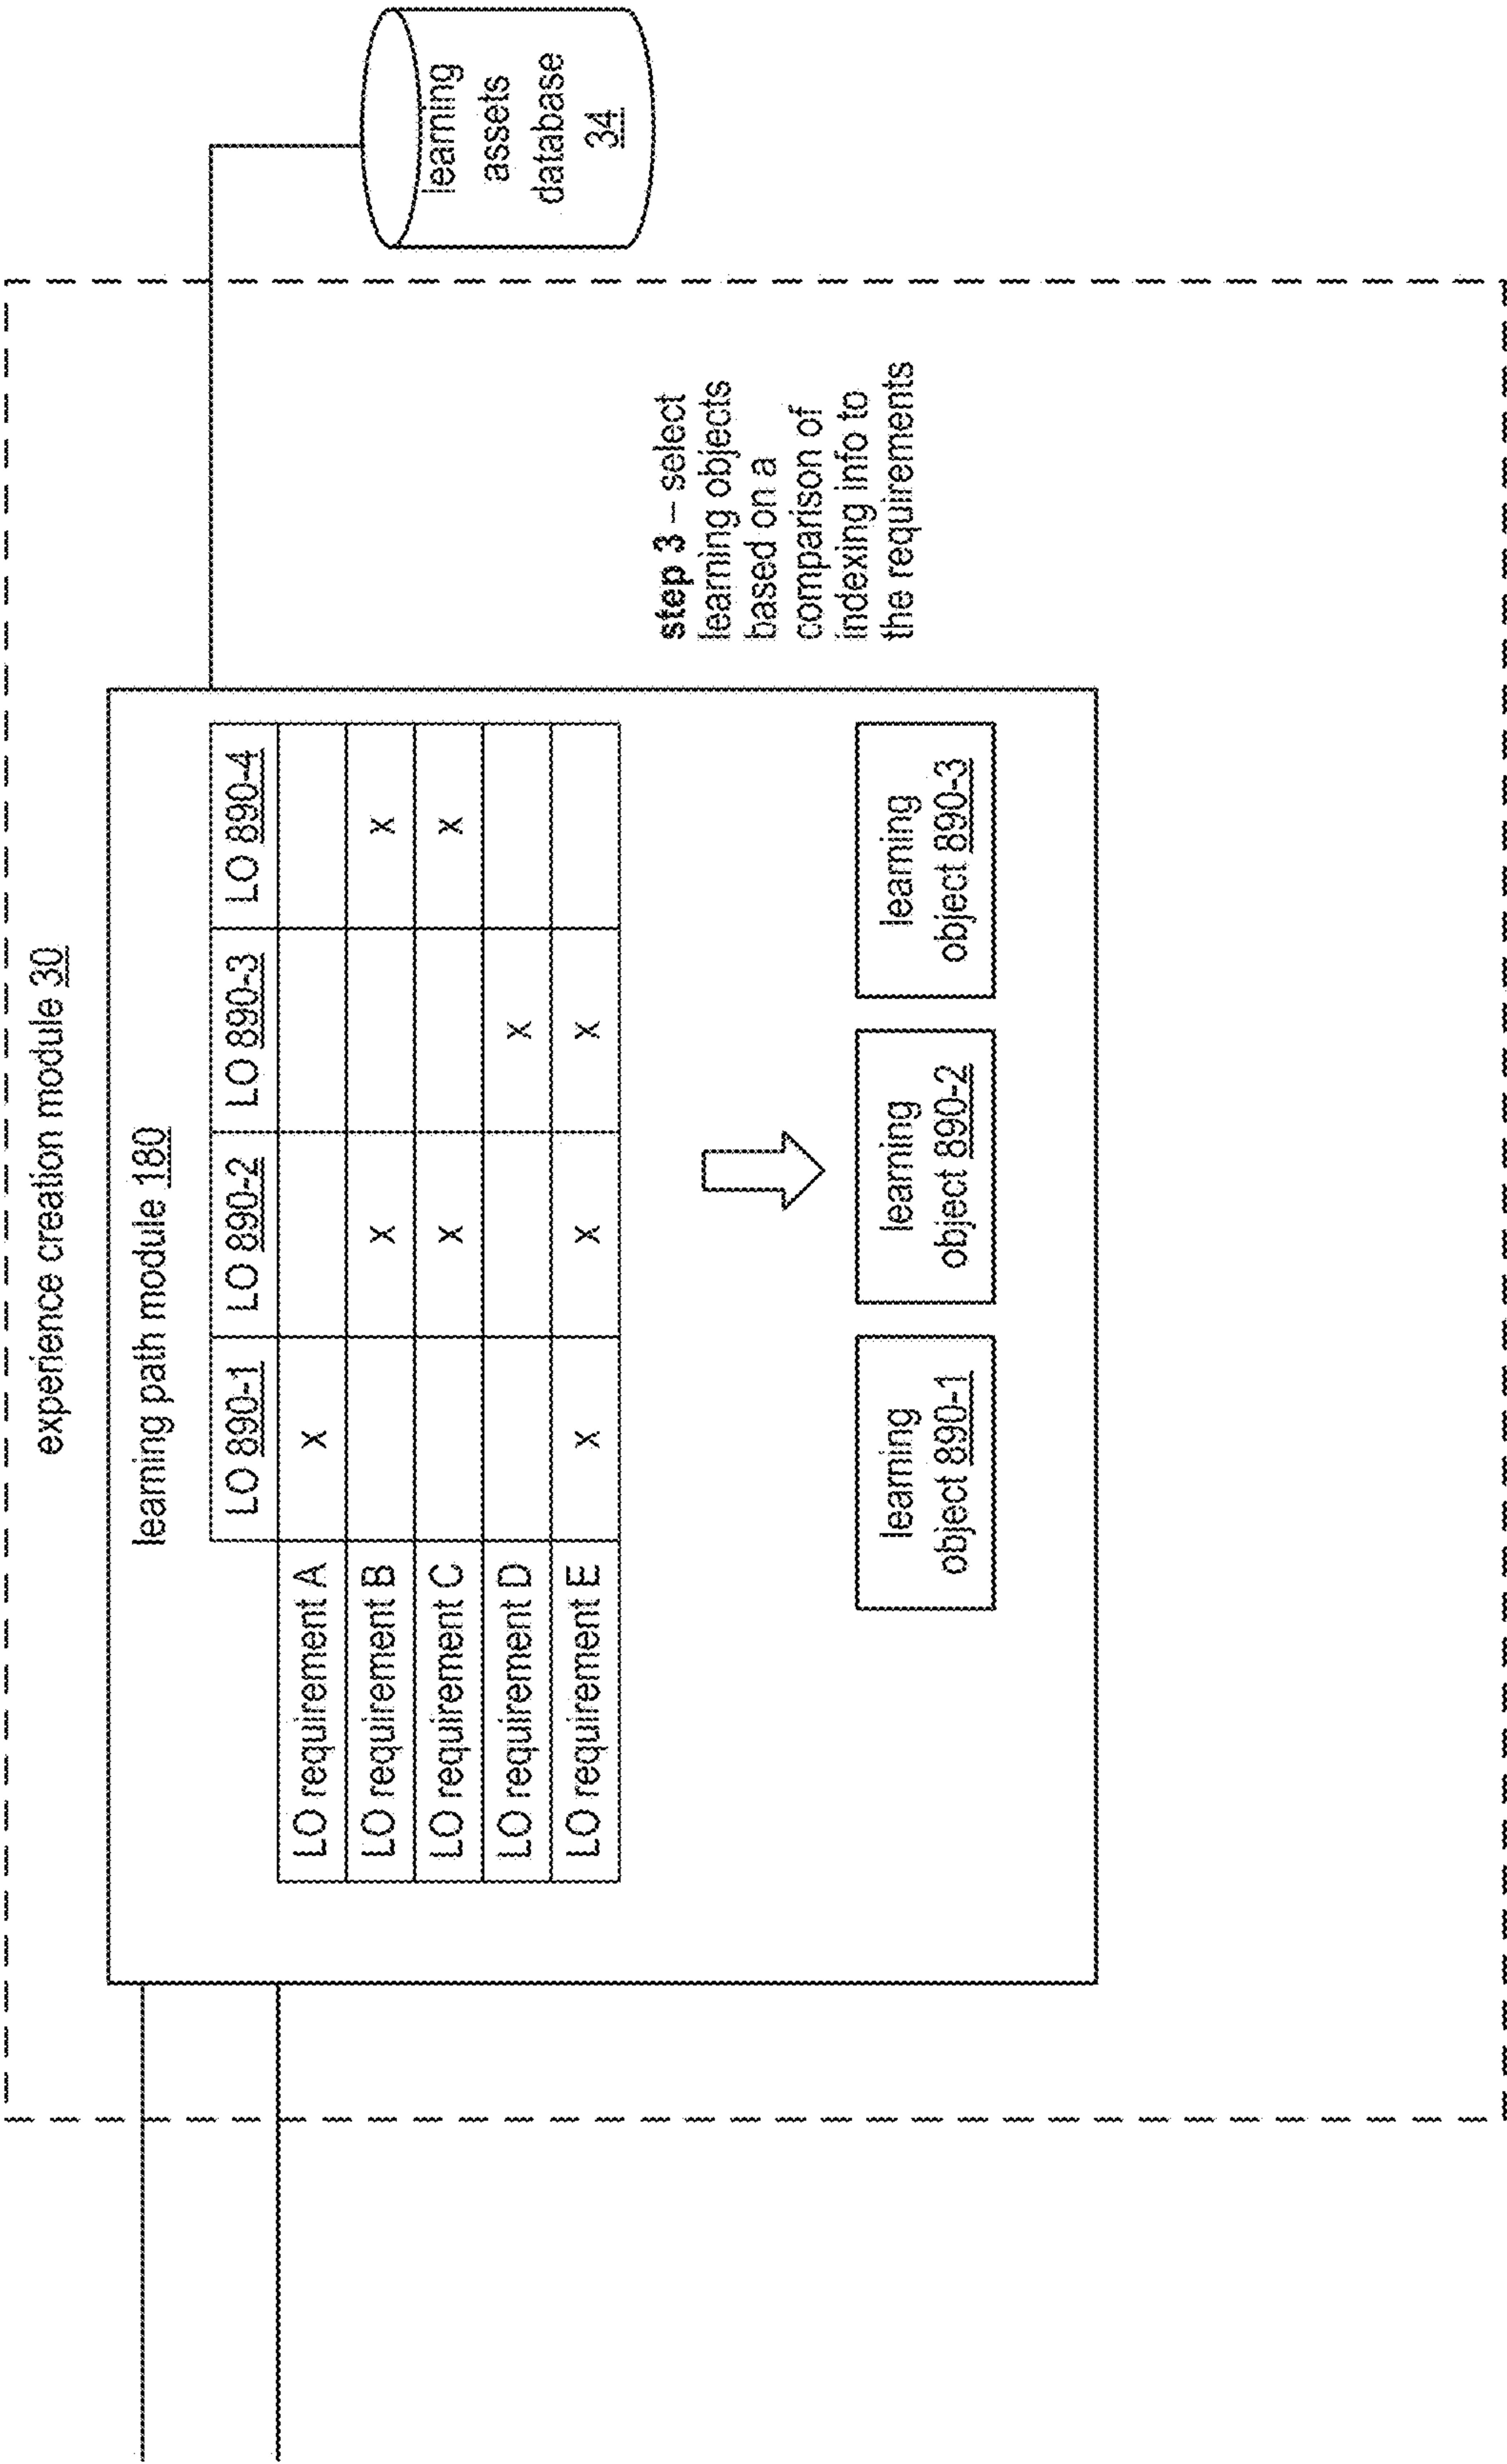 experience creation module 30
learning path module 180
LO 890-1 LO 890-2 LO 890-3 LO 890-4
LO requirement A X
LO requirement B X X
LO requirement C X X
LO requirement D X
LO requirement E X X X
learning
assets
database
34
step 3 – select
learning objects
based on a
comparison of
indexing info to
the requirements
learning
object 890-1
learning
object 890-2
learning
object 890-3